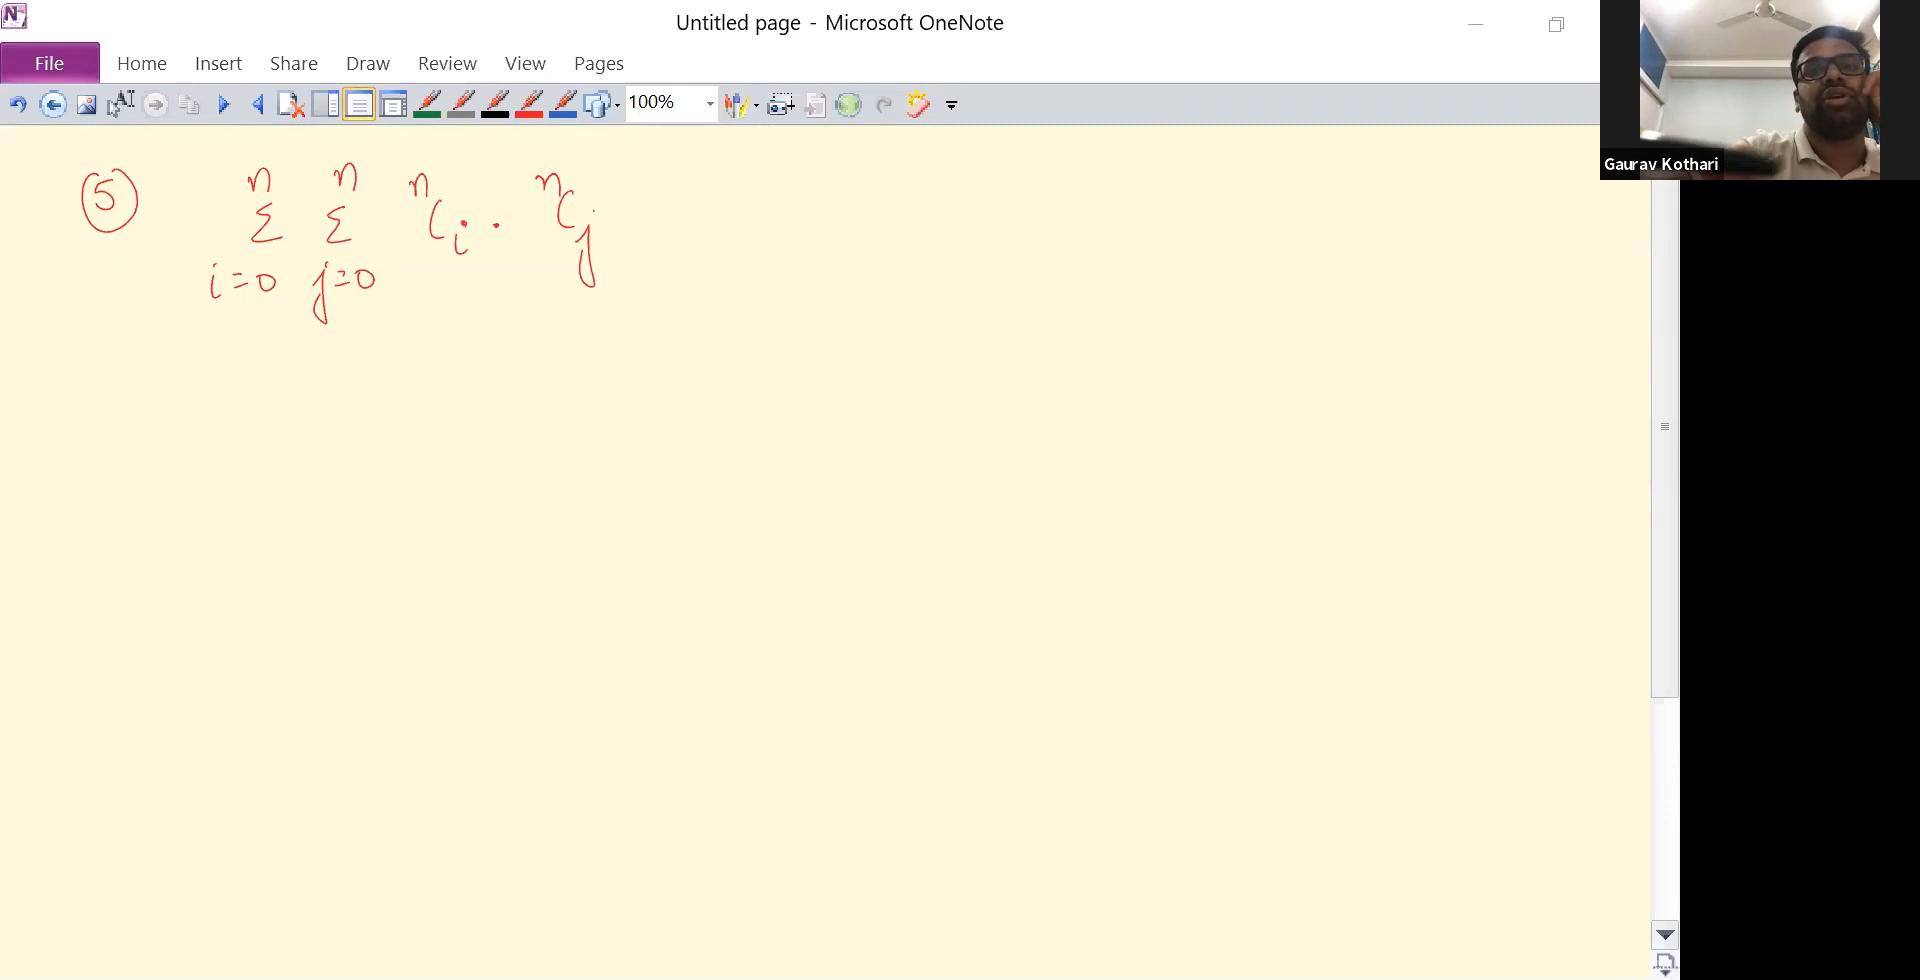 Untitled page - Microsoft OneNote
File Home Insert Share Draw Review View Pages
100%
Gaurav Kothari
⑤ n n
Σ Σ ⁿCᵢ · ⁿCⱼ
i=0 j=0